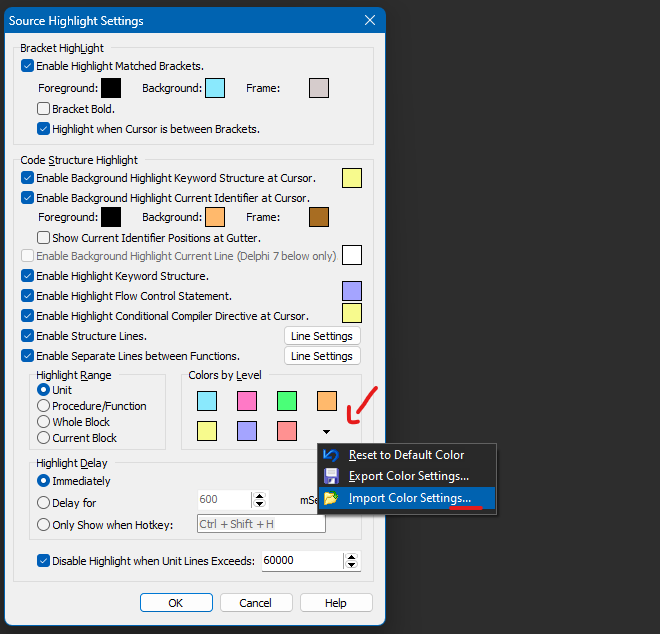 Source Highlight Settings
Bracket HighLight
Enable Highlight Matched Brackets.
Foreground: Background: Frame:
Bracket Bold.
Highlight when Cursor is between Brackets.
Code Structure Highlight
Enable Background Highlight Keyword Structure at Cursor.
Enable Background Highlight Current Identifier at Cursor.
Foreground: Background: Frame:
Show Current Identifier Positions at Gutter.
Enable Background Highlight Current Line (Delphi 7 below only)
Enable Highlight Keyword Structure.
Enable Highlight Flow Control Statement.
Enable Highlight Conditional Compiler Directive at Cursor.
Enable Structure Lines. Line Settings
Enable Separate Lines between Functions. Line Settings
Highlight Range Colors by Level
Unit
Procedure/Function
Whole Block
Current Block
Reset to Default Color
Export Color Settings...
Import Color Settings...
Highlight Delay
Immediately
Delay for 600 mSe
Only Show when Hotkey: Ctrl + Shift + H
Disable Highlight when Unit Lines Exceeds: 60000
OK Cancel Help